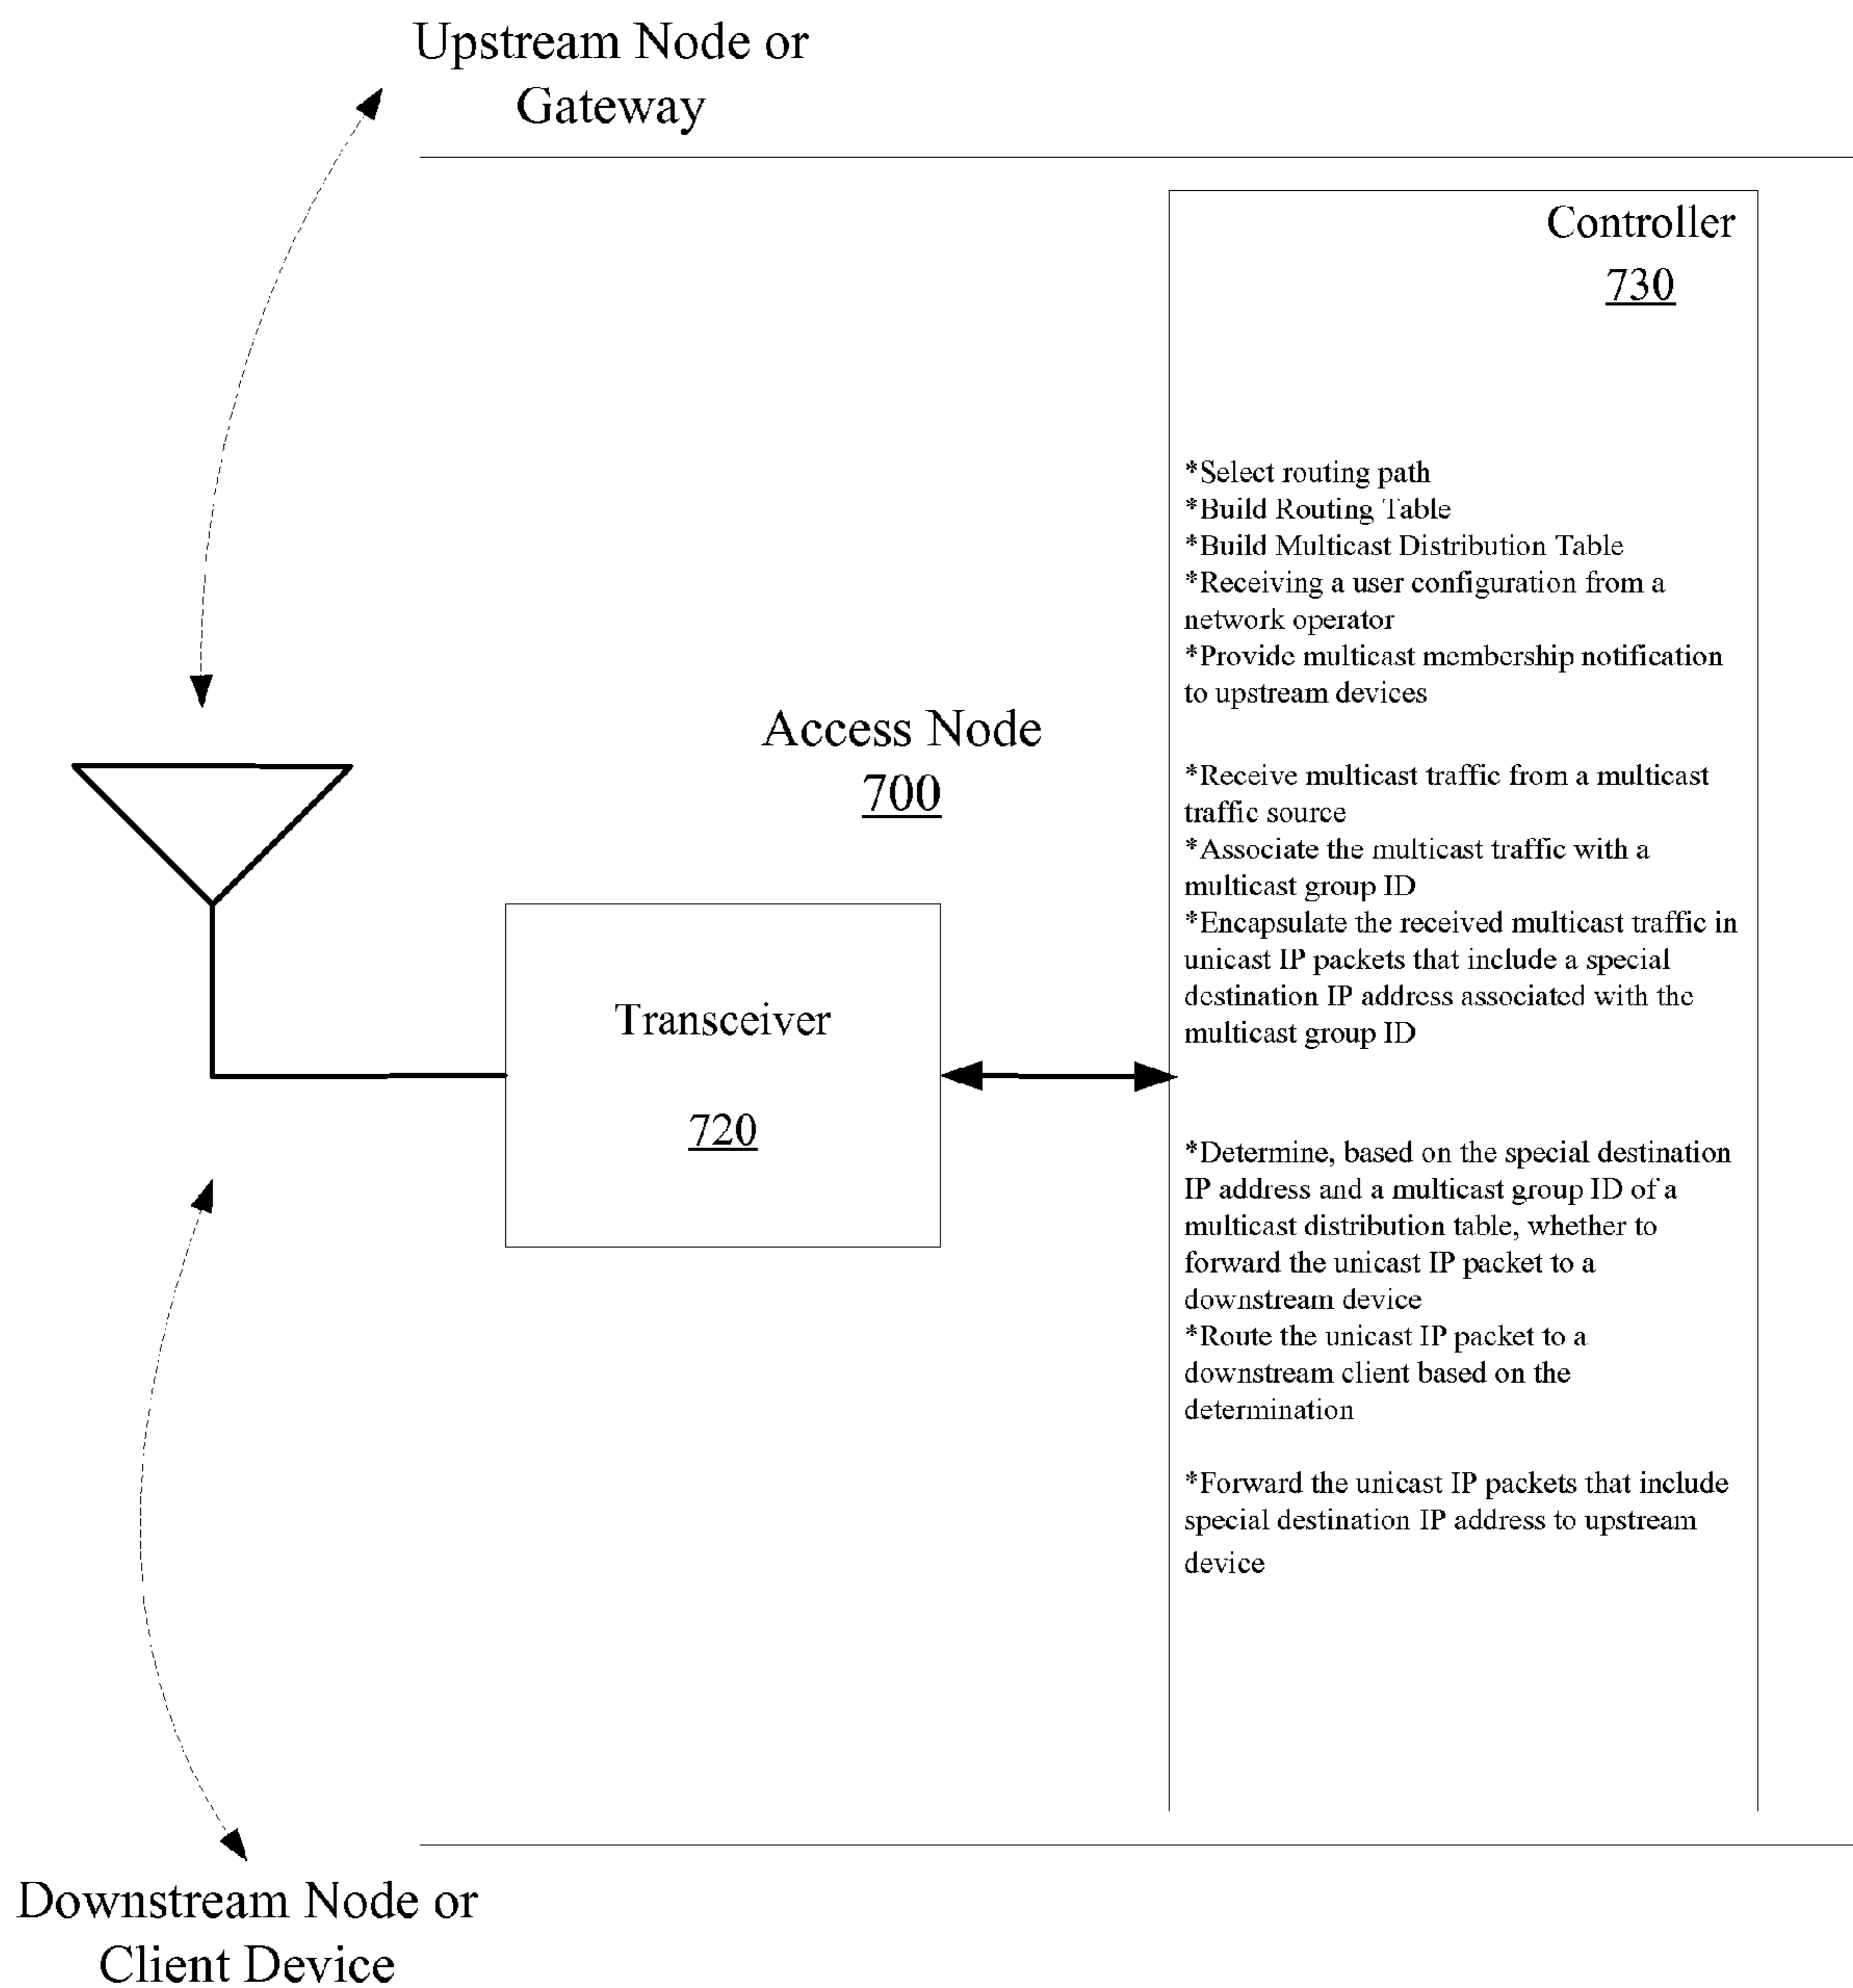 Upstream Node or
Gateway
Controller
730
*Select routing path
*Build Routing Table
*Build Multicast Distribution Table
*Receiving a user configuration from a
network operator
*Provide multicast membership notification
to upstream devices
Access Node
700
*Receive multicast traffic from a multicast
traffic source
*Associate the multicast traffic with a
multicast group ID
*Encapsulate the received multicast traffic in
unicast IP packets that include a special
destination IP address associated with the
multicast group ID
Transceiver
720
*Determine, based on the special destination
IP address and a multicast group ID of a
multicast distribution table, whether to
forward the unicast IP packet to a
downstream device
*Route the unicast IP packet to a
downstream client based on the
determination
*Forward the unicast IP packets that include
special destination IP address to upstream
device
Downstream Node or
Client Device